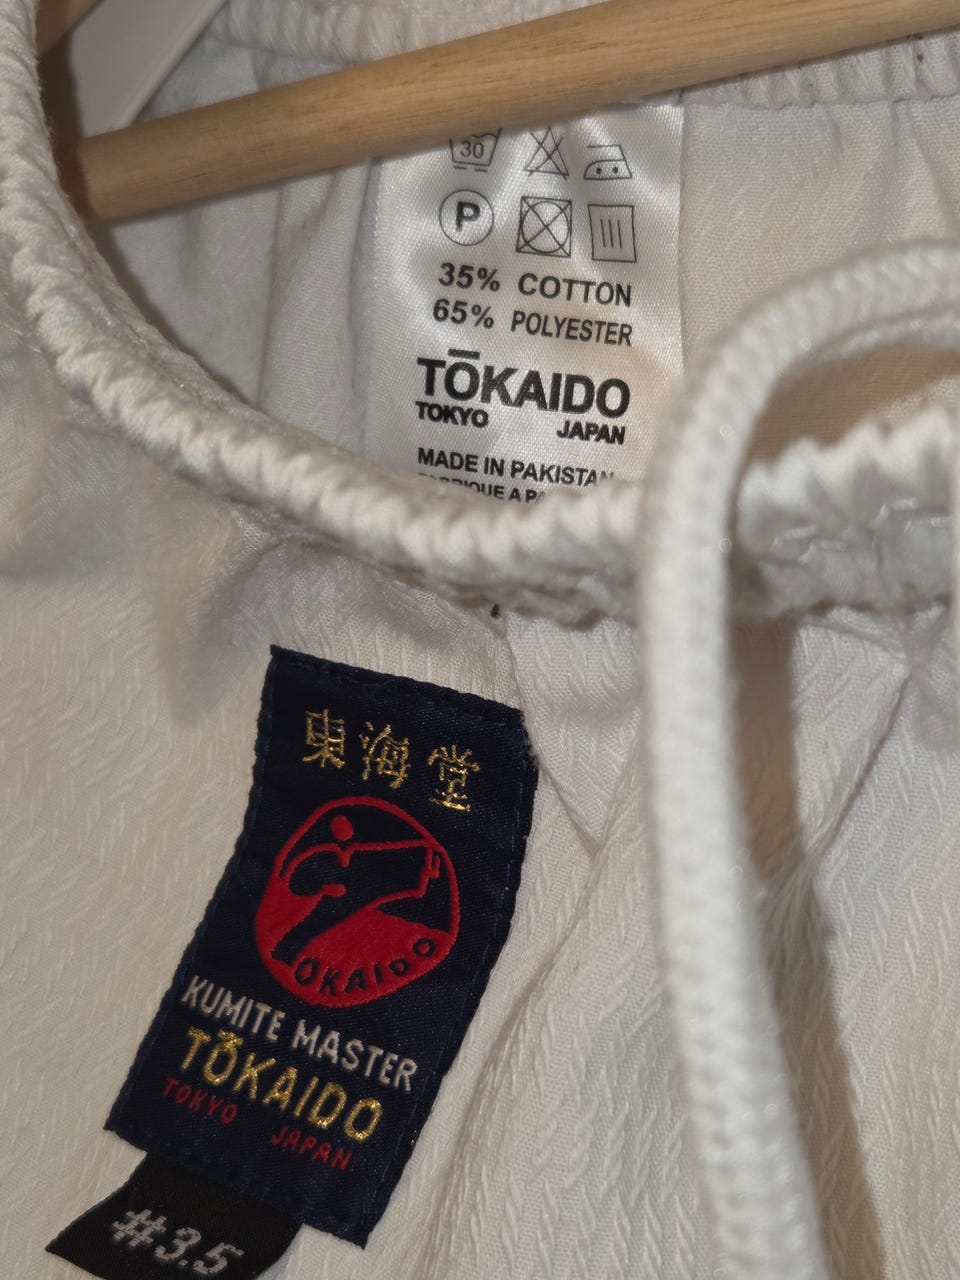 30
P
35% COTTON
65% POLYESTER
TŌKAIDO
TOKYO JAPAN
MADE IN PAKISTAN
東海堂
TOKAIDO
KUMITE MASTER
TŌKAIDO
TOKYO JAPAN
#3.5